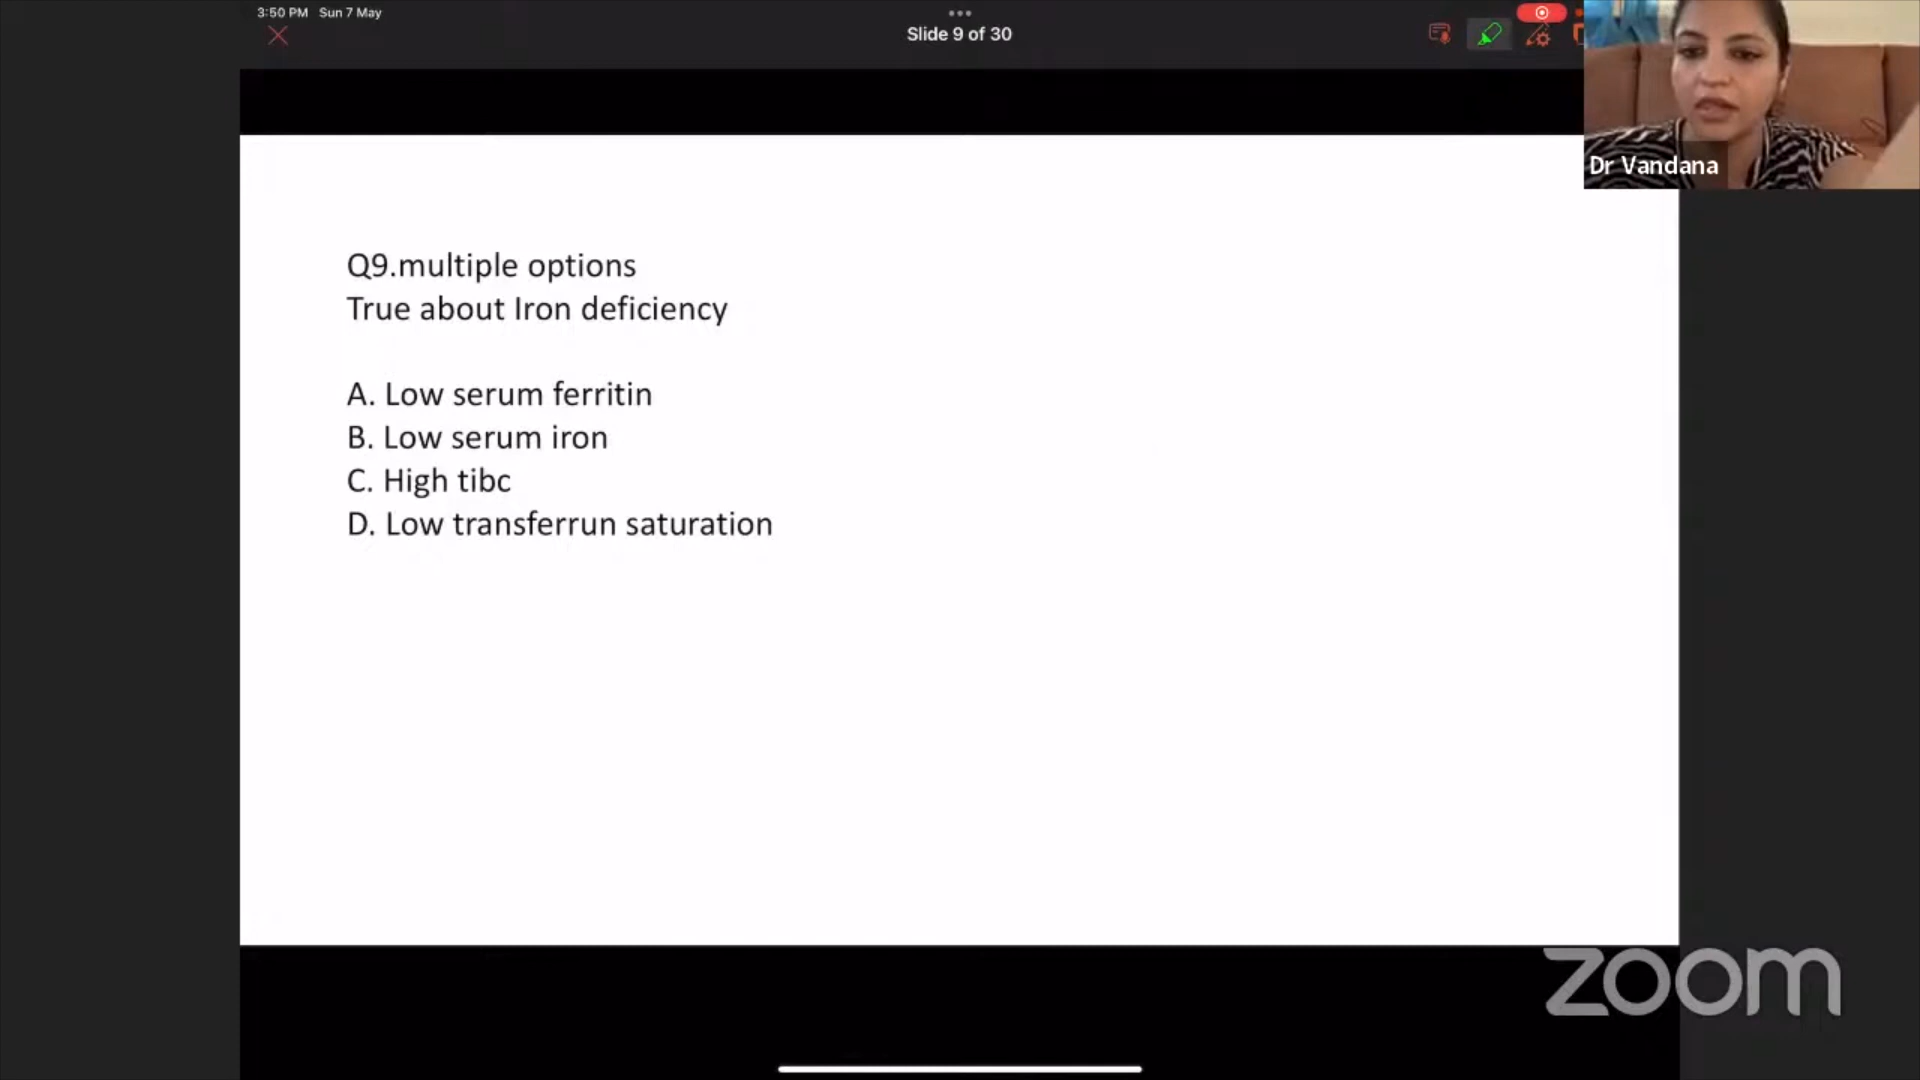 3:50 PM Sun 7 May
Slide 9 of 30
Dr Vandana
Q9.multiple options
True about Iron deficiency
A. Low serum ferritin
B. Low serum iron
C. High tibc
D. Low transferrun saturation
zoom